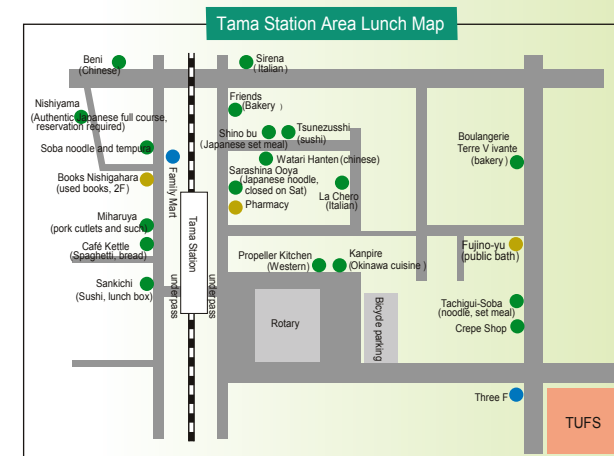 Tama Station Area Lunch Map
Beni
(Chinese)
Sirena
(Italian)
Nishiyama
(Authentic Japanese full course,
reservation required)
Friends
(Bakery )
Shino bu
(Japanese set meal)
Tsunezusshi
(sushi)
Boulangerie
Terre V ivante
(bakery)
Soba noodle and tempura
Family Mart
Watari Hanten (chinese)
Books Nishigahara
(used books, 2F)
Sarashina Ooya
(Japanese noodle,
closed on Sat)
La Chero
(Italian)
Pharmacy
Miharuya
(pork cutlets and such)
Tama Station
Café Kettle
(Spaghetti, bread)
Propeller Kitchen
(Western)
Kanpire
(Okinawa cuisine )
Fujino-yu
(public bath)
Sankichi
(Sushi, lunch box)
underpass
underpass
Rotary
Bicycle parking
Tachigui-Soba
(noodle, set meal)
Crepe Shop
Three F
TUFS